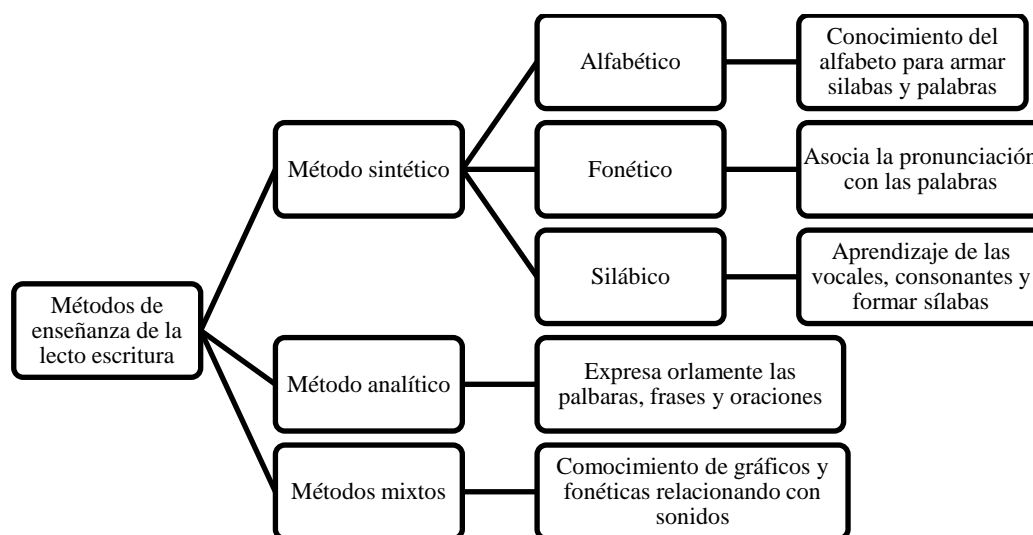 Métodos de
enseñanza de la
lecto escritura
Método sintético
Alfabético
Conocimiento del
alfabeto para armar
silabas y palabras
Fonético
Asocia la pronunciación
con las palabras
Silábico
Aprendizaje de las
vocales, consonantes y
formar sílabas
Método analítico
Expresa orlamente las
palbaras, frases y oraciones
Métodos mixtos
Comocimiento de gráficos y
fonéticas relacionando con
sonidos